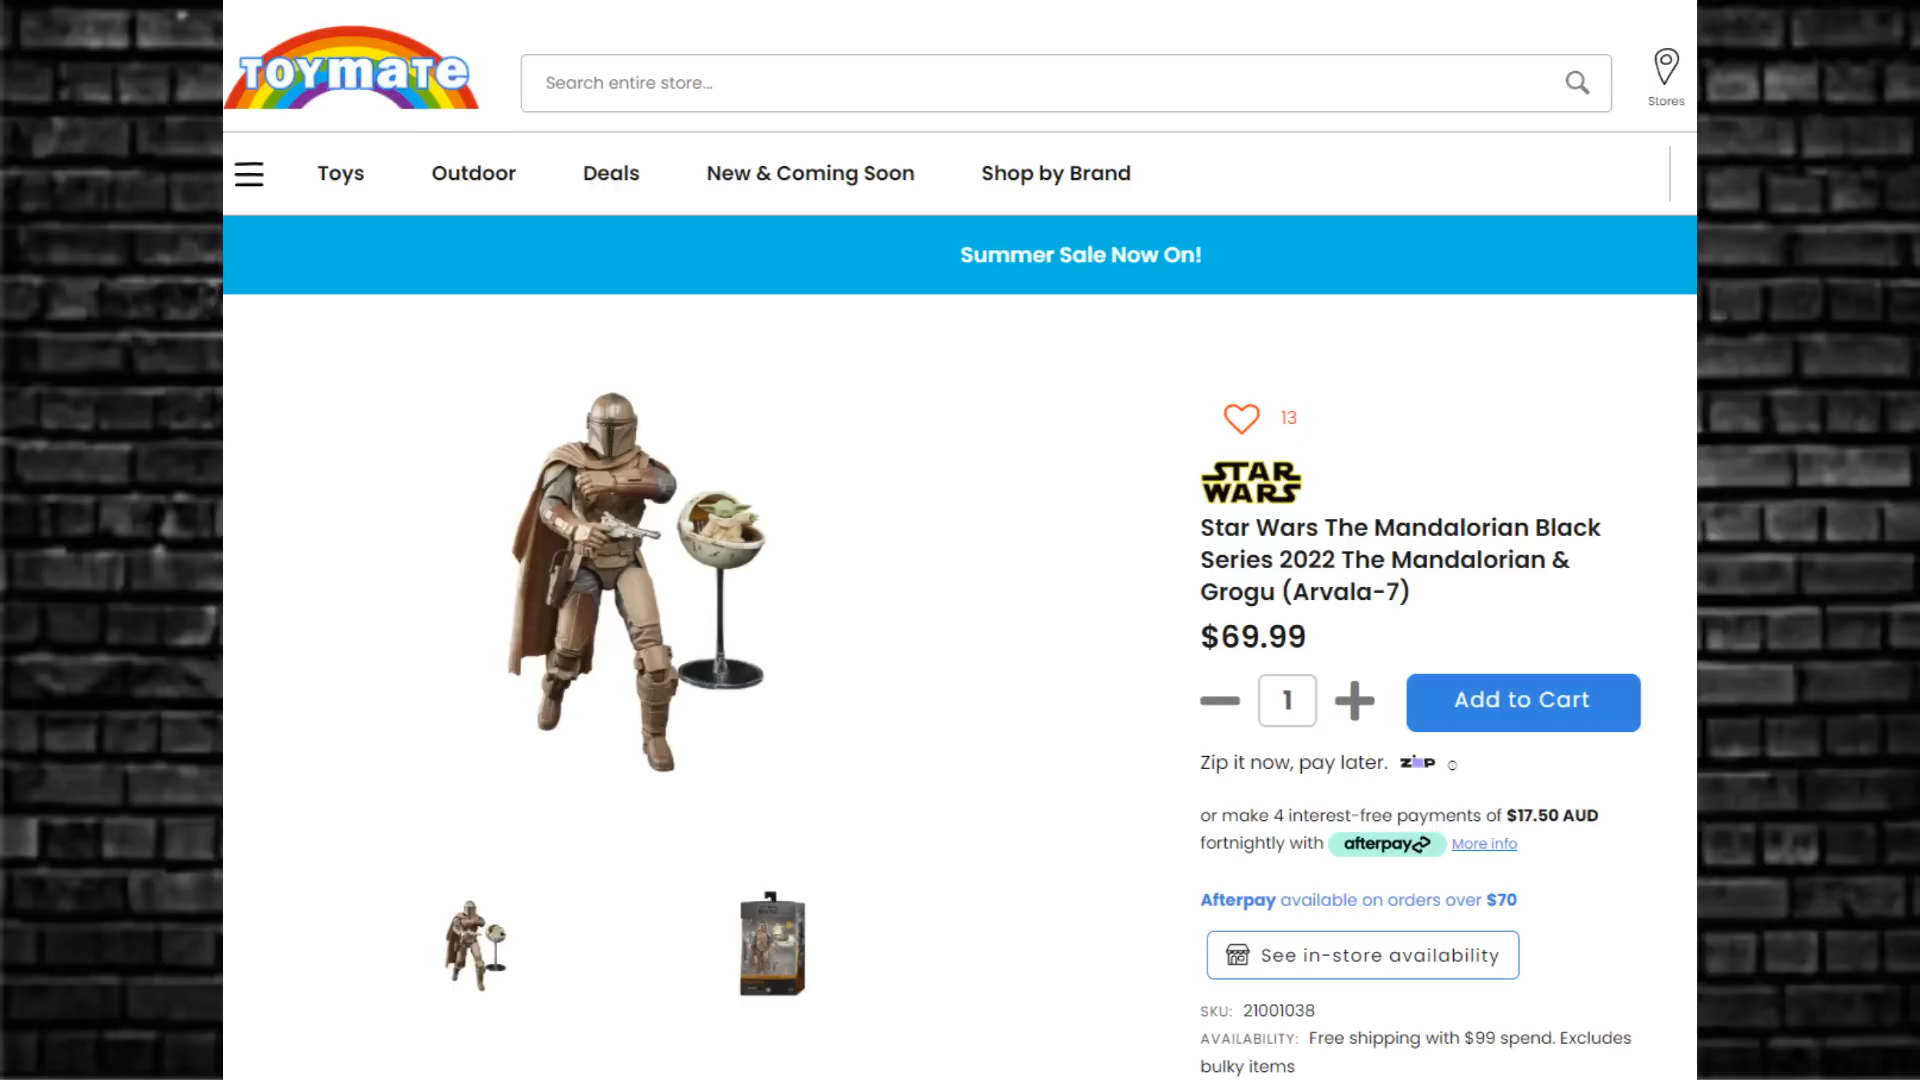 TOYMATE
Search entire store...
Stores
Toys
Outdoor
Deals
New & Coming Soon
Shop by Brand
Summer Sale Now On!
13
STAR
WARS
Star Wars The Mandalorian Black
Series 2022 The Mandalorian &
Grogu (Arvala-7)
$69.99
1
Add to Cart
Zip it now, pay later. ZIP
or make 4 interest-free payments of $17.50 AUD
fortnightly with afterpay More info
Afterpay available on orders over $70
See in-store availability
SKU: 21001038
AVAILABILITY: Free shipping with $99 spend. Excludes
bulky items